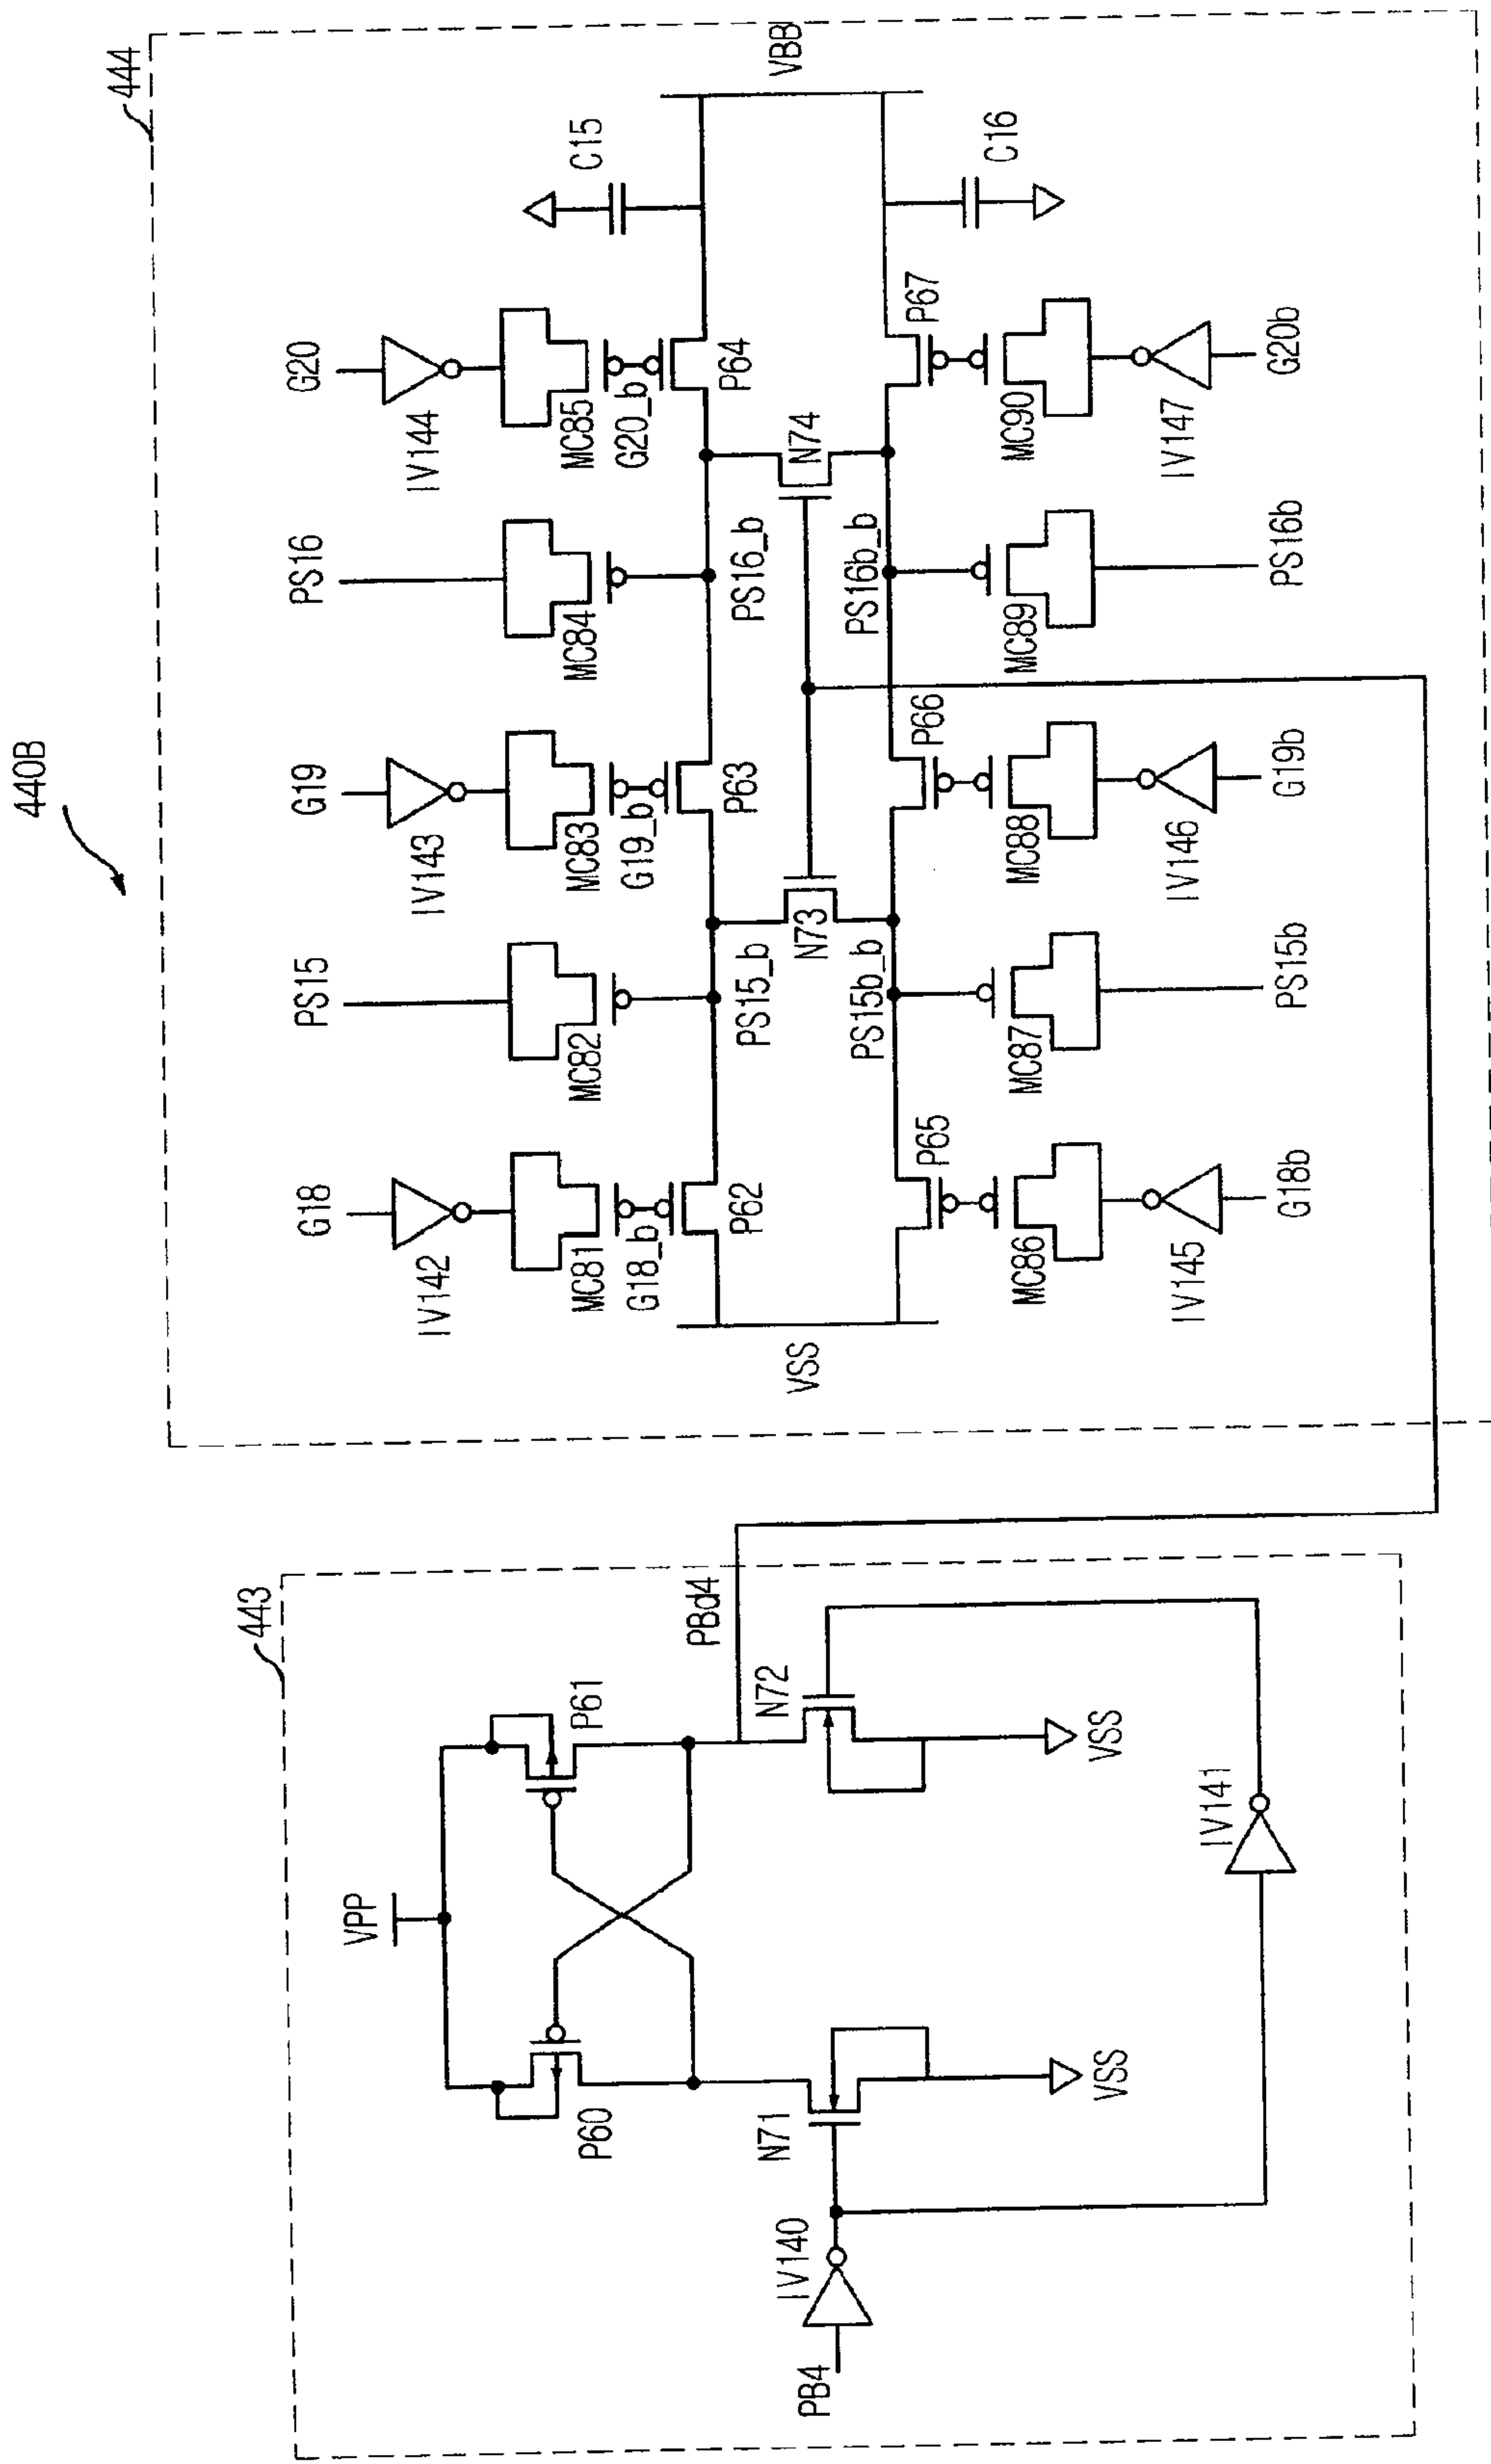 440B
443
VPP
P60
P61
PBd4
N71
N72
VSS
VSS
PB4
IV140
IV141
444
G18
PS15
G19
PS16
G20
IV142
IV143
IV144
MC81
MC82
MC83
MC84
MC85
G18_b
G19_b
G20_b
C15
P62
P63
P64
PS15_b
PS16_b
VSS
N73
N74
VBB
PS15b_b
PS16b_b
P65
P66
P67
C16
MC86
MC87
MC88
MC89
MC90
IV145
IV146
IV147
G18b
PS15b
G19b
PS16b
G20b